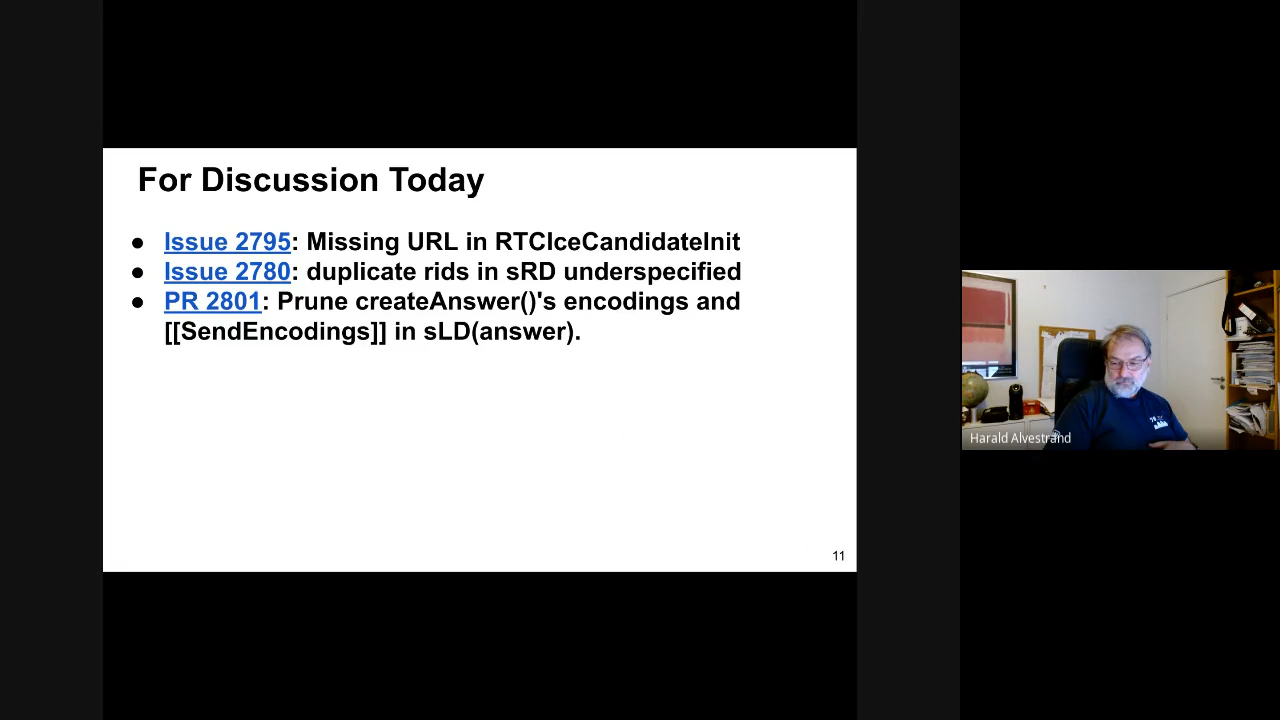 For Discussion Today
● Issue 2795: Missing URL in RTCIceCandidateInit
● Issue 2780: duplicate rids in sRD underspecified
● PR 2801: Prune createAnswer()'s encodings and
[[SendEncodings]] in sLD(answer).
11
Harald Alvestrand